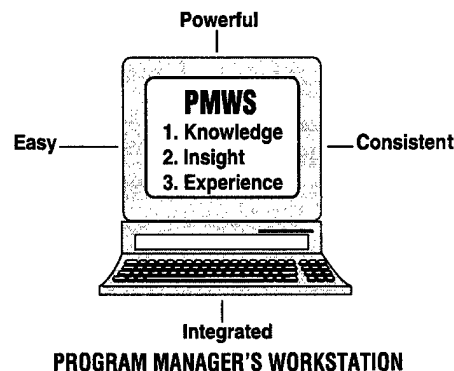 Powerful
PMWS
1. Knowledge
2. Insight
3. Experience
Easy
Consistent
Integrated
PROGRAM MANAGER'S WORKSTATION